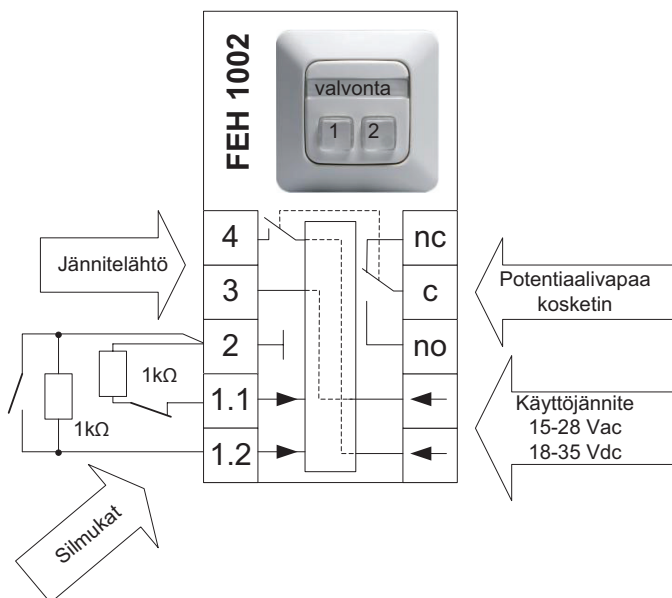 FEH 1002
valvonta
1 2
4
3
2
1.1
1.2
nc
c
no
Jännitelähtö
Potentiaalivapaa
kosketin
Käyttöjännite
15-28 Vac
18-35 Vdc
1kΩ
1kΩ
Silmukat